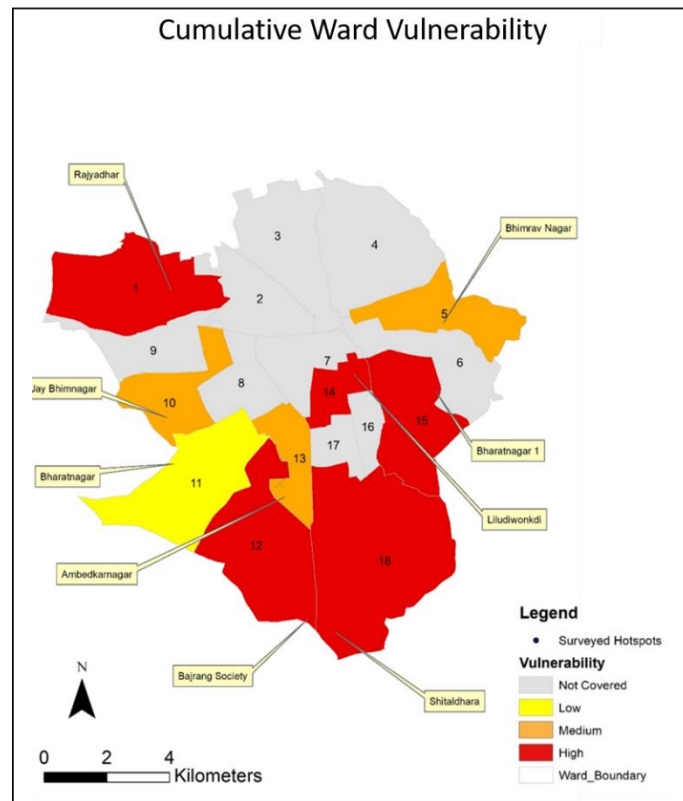 Cumulative Ward Vulnerability
Rajyadhar
3
4
Bhimrav Nagar
1
2
5
9
7
6
Jay Bhimnagar
8
10
14
15
16
Bharatnagar 1
17
13
Bharatnagar
11
Liludiwonkdi
12
18
Ambedkarnagar
Bajrang Society
Shitaldhara
N
0 2 4
Kilometers
Legend
Surveyed Hotspots
Vulnerability
Not Covered
Low
Medium
High
Ward_Boundary